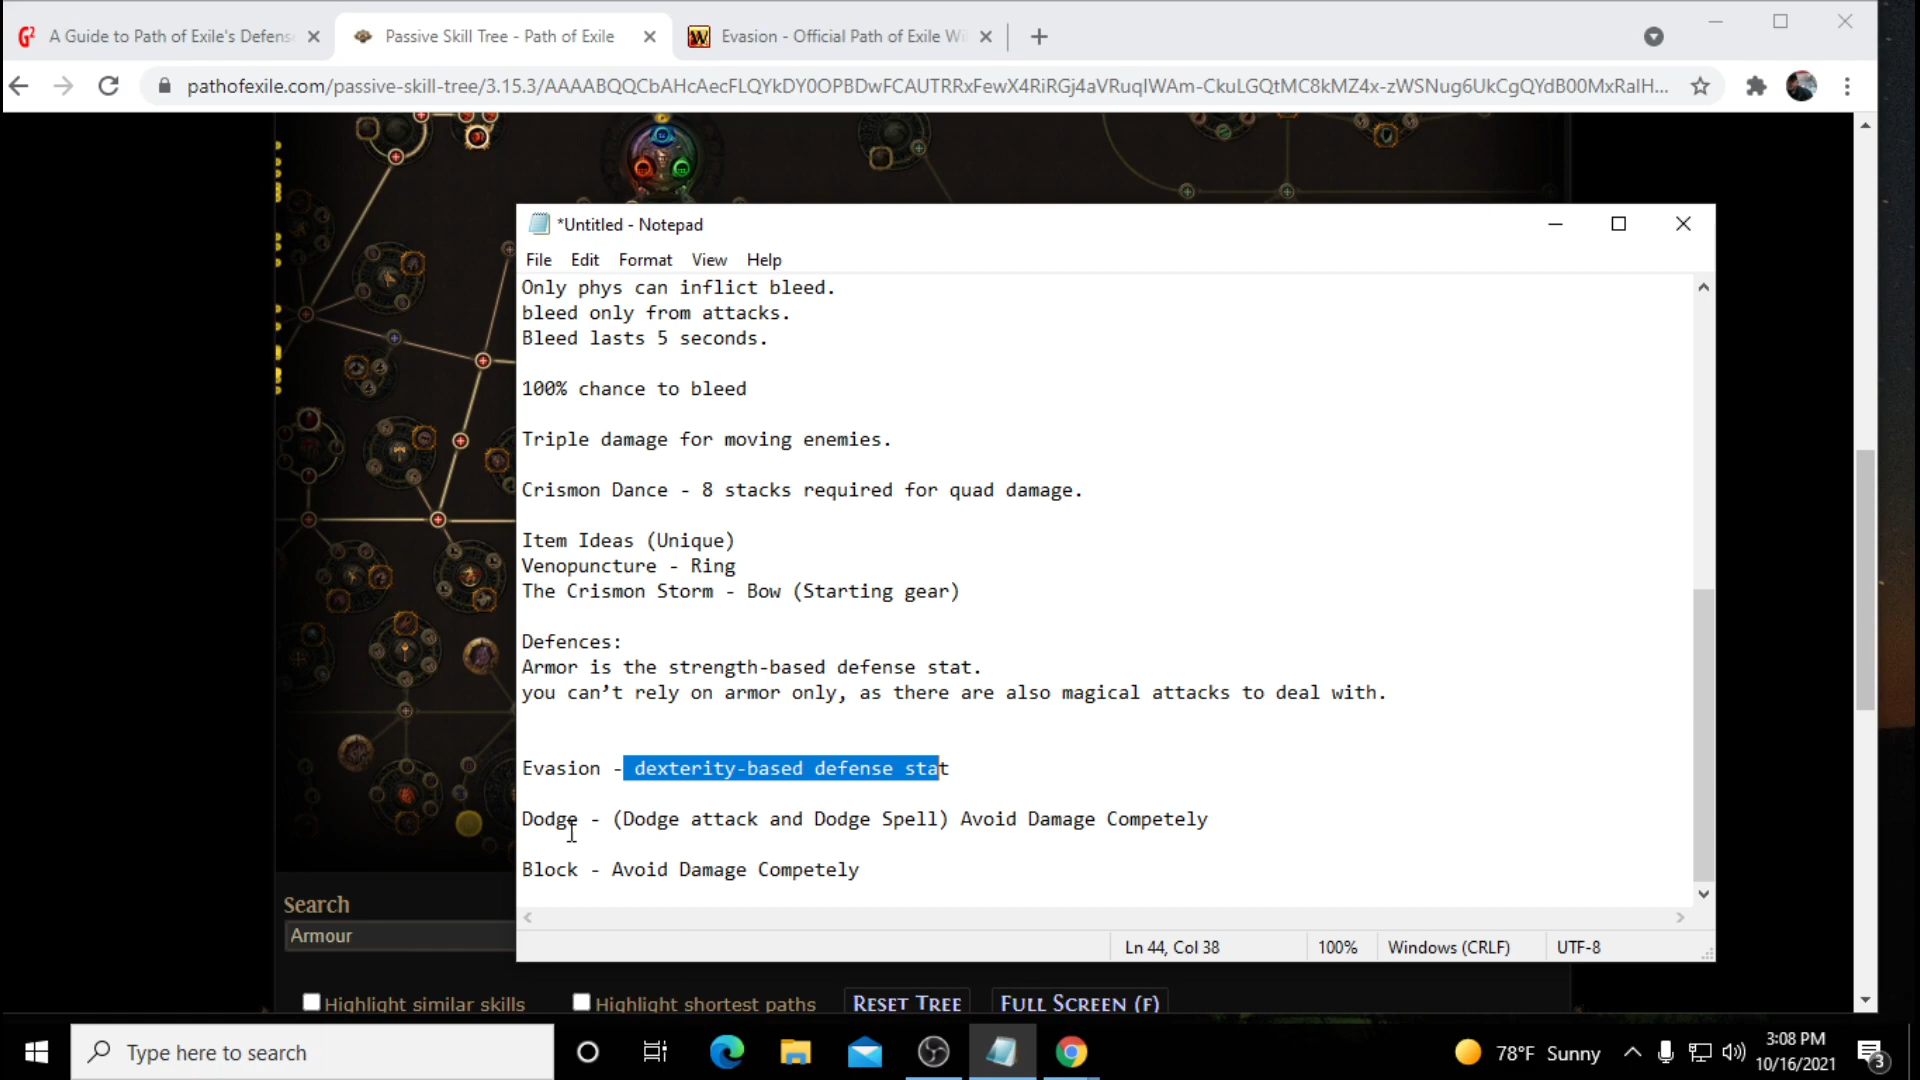 A Guide to Path of Exile's Defens
Passive Skill Tree - Path of Exile
Evasion - Official Path of Exile Wi
pathofexile.com/passive-skill-tree/3.15.3/AAAABQQCbAHcAecFLQYkDY0OPBDwFCAUTRRxFewX4RiRGj4aVRuqIWAm-CkuLGQtMC8kMZ4x-zWSNug6UkCgQYdB00MxRalH...
*Untitled - Notepad
File Edit Format View Help
Only phys can inflict bleed.
bleed only from attacks.
Bleed lasts 5 seconds.
100% chance to bleed
Triple damage for moving enemies.
Crismon Dance - 8 stacks required for quad damage.
Item Ideas (Unique)
Venopuncture - Ring
The Crismon Storm - Bow (Starting gear)
Defences:
Armor is the strength-based defense stat.
you can’t rely on armor only, as there are also magical attacks to deal with.
Evasion - dexterity-based defense stat
Dodge - (Dodge attack and Dodge Spell) Avoid Damage Competely
Block - Avoid Damage Competely
Ln 44, Col 38
100%
Windows (CRLF)
UTF-8
Search
Armour
Highlight similar skills
Highlight shortest paths
RESET TREE
FULL SCREEN (F)
Type here to search
78°F Sunny
3:08 PM
10/16/2021
3